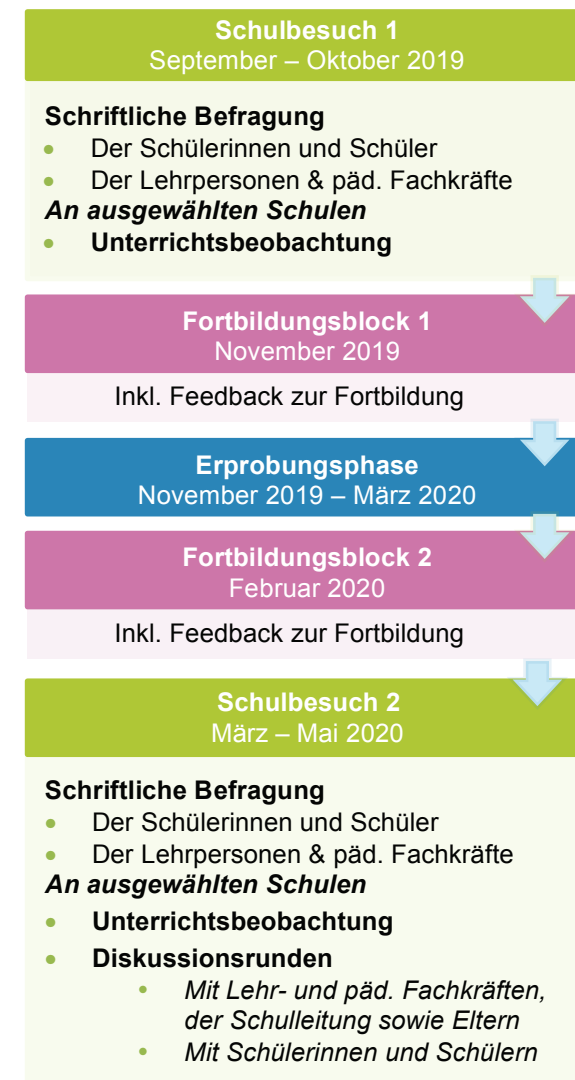 Schulbesuch 1
September – Oktober 2019
Schriftliche Befragung
• Der Schülerinnen und Schüler
• Der Lehrpersonen & päd. Fachkräfte
An ausgewählten Schulen
• Unterrichtsbeobachtung
Fortbildungsblock 1
November 2019
Inkl. Feedback zur Fortbildung
Erprobungsphase
November 2019 – März 2020
Fortbildungsblock 2
Februar 2020
Inkl. Feedback zur Fortbildung
Schulbesuch 2
März – Mai 2020
Schriftliche Befragung
• Der Schülerinnen und Schüler
• Der Lehrpersonen & päd. Fachkräfte
An ausgewählten Schulen
• Unterrichtsbeobachtung
• Diskussionsrunden
• Mit Lehr- und päd. Fachkräften,
der Schulleitung sowie Eltern
• Mit Schülerinnen und Schülern